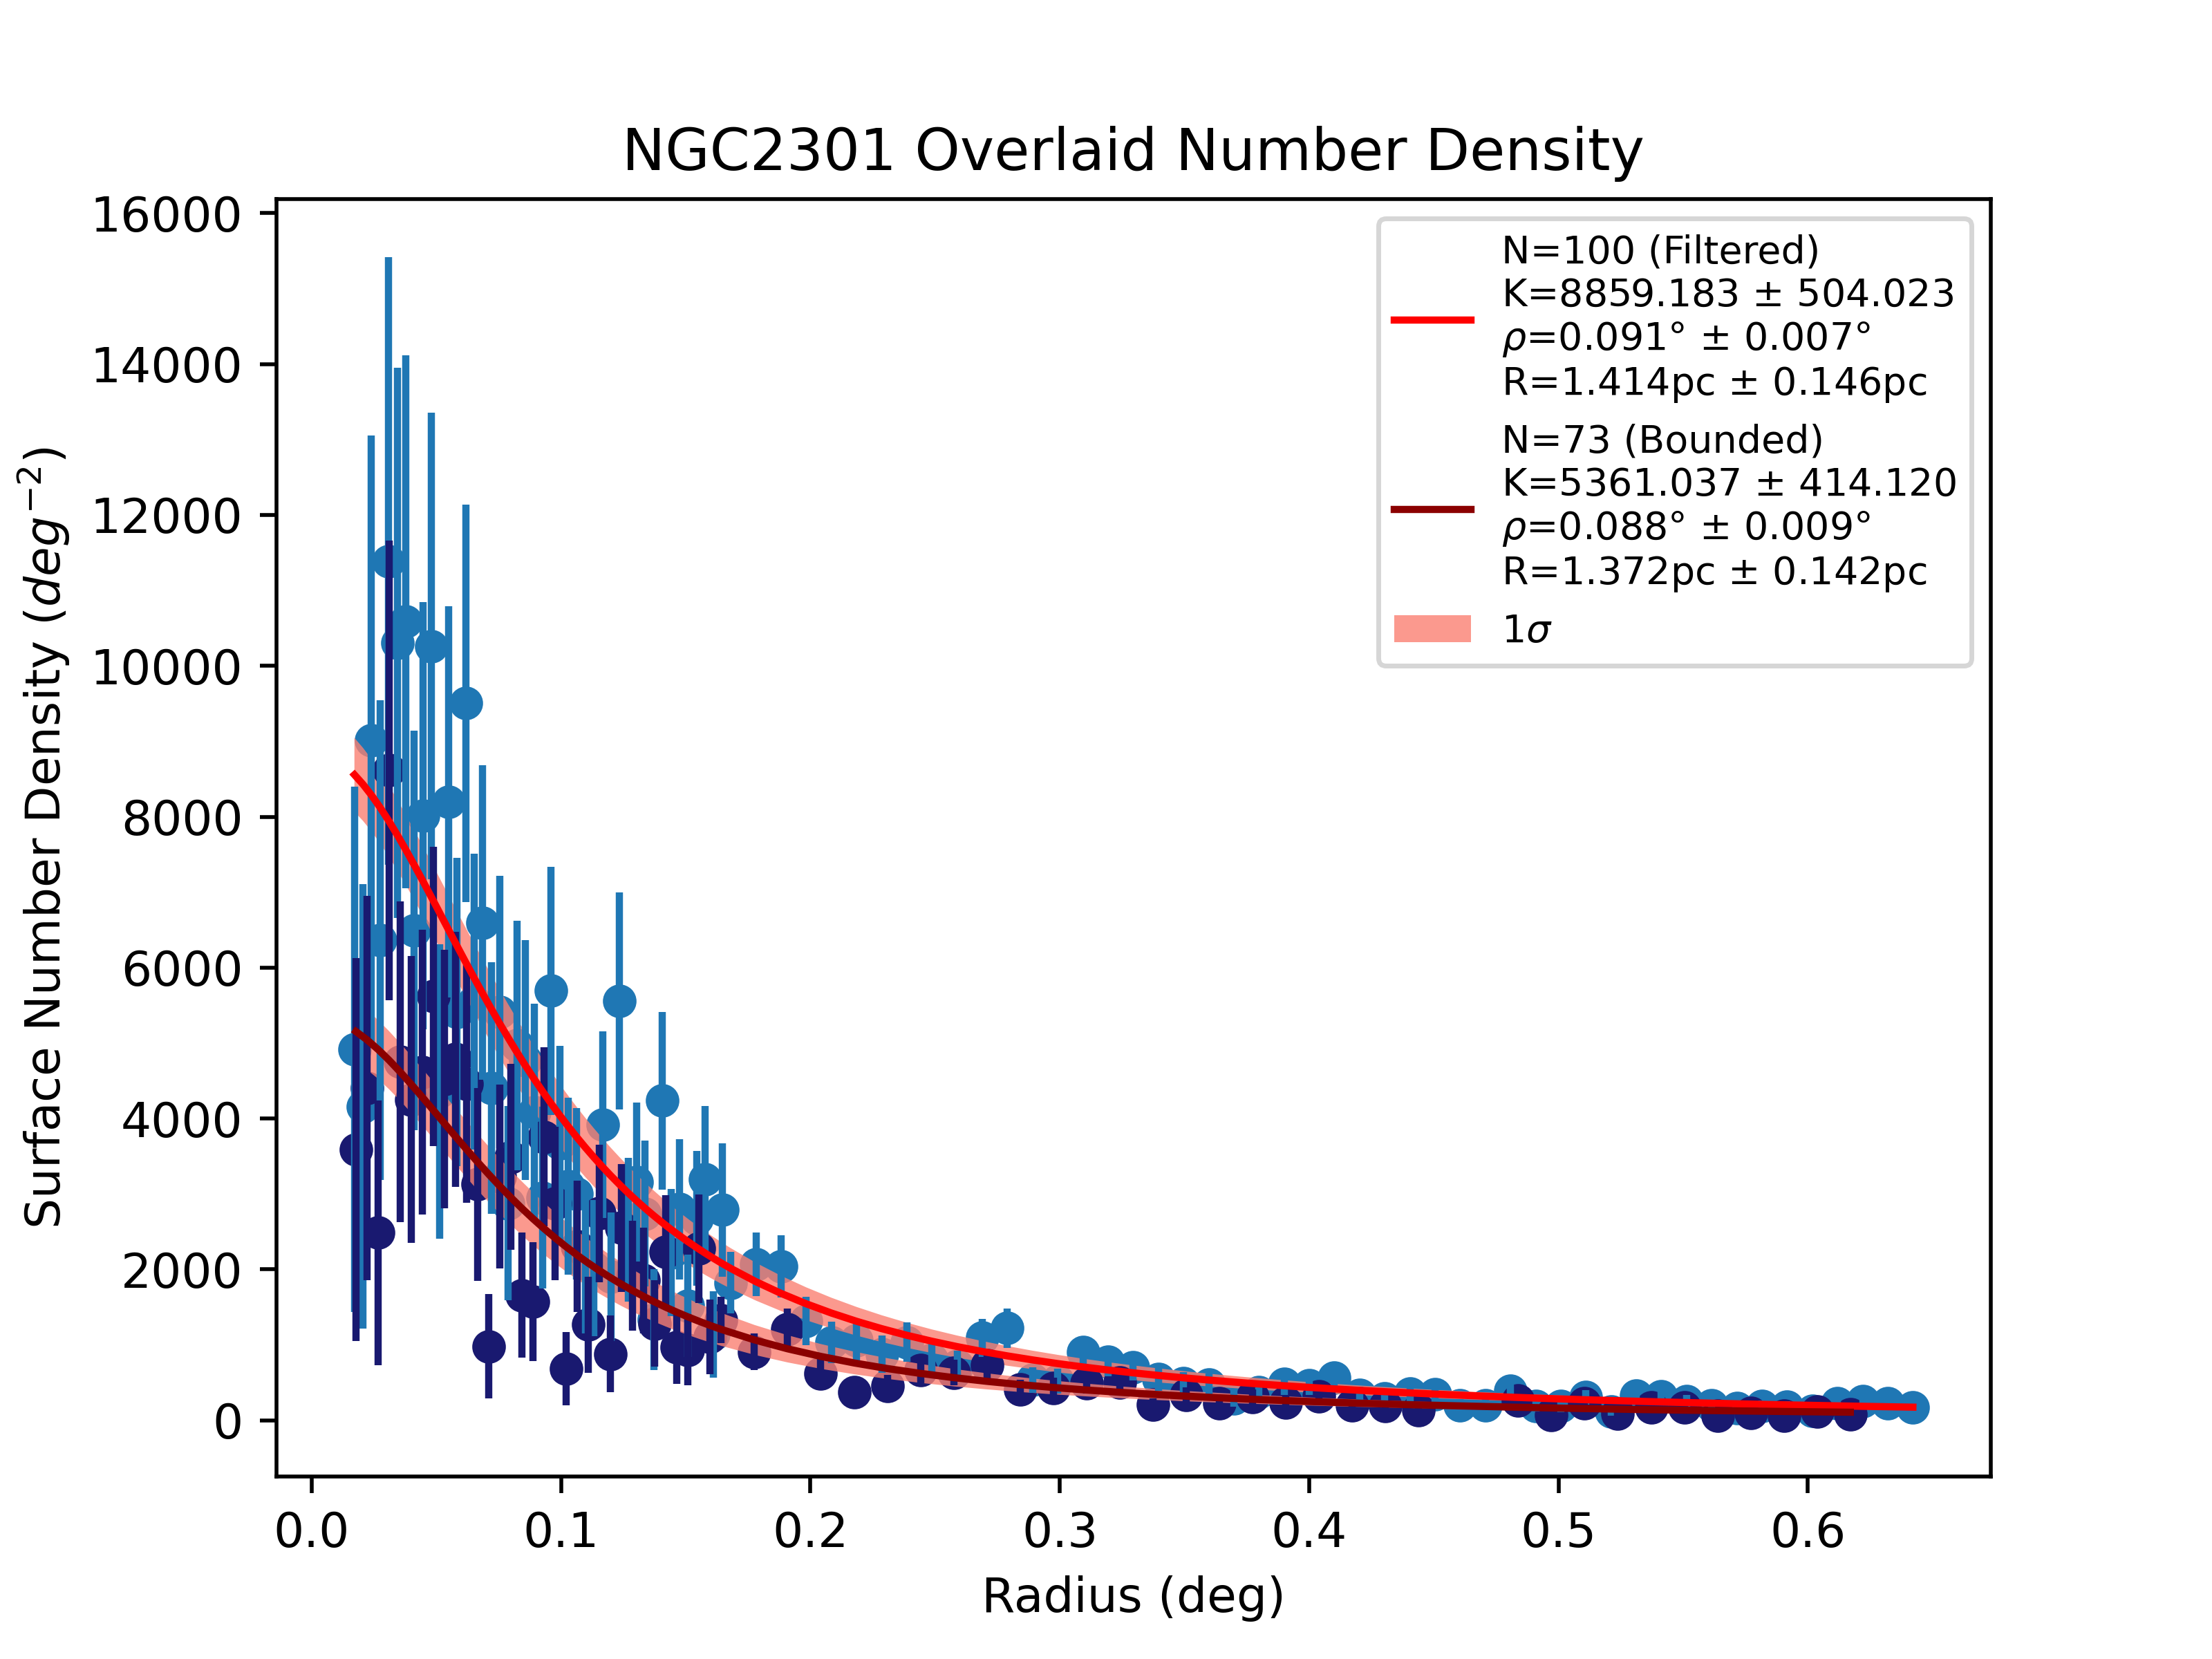 NGC2301 Overlaid Number Density
16000
14000
12000
10000
8000
6000
4000
2000
0
Surface Number Density (deg⁻²)
N=100 (Filtered)
K=8859.183 ± 504.023
ρ=0.091° ± 0.007°
R=1.414pc ± 0.146pc
N=73 (Bounded)
K=5361.037 ± 414.120
ρ=0.088° ± 0.009°
R=1.372pc ± 0.142pc
1σ
0.0 0.1 0.2 0.3 0.4 0.5 0.6
Radius (deg)